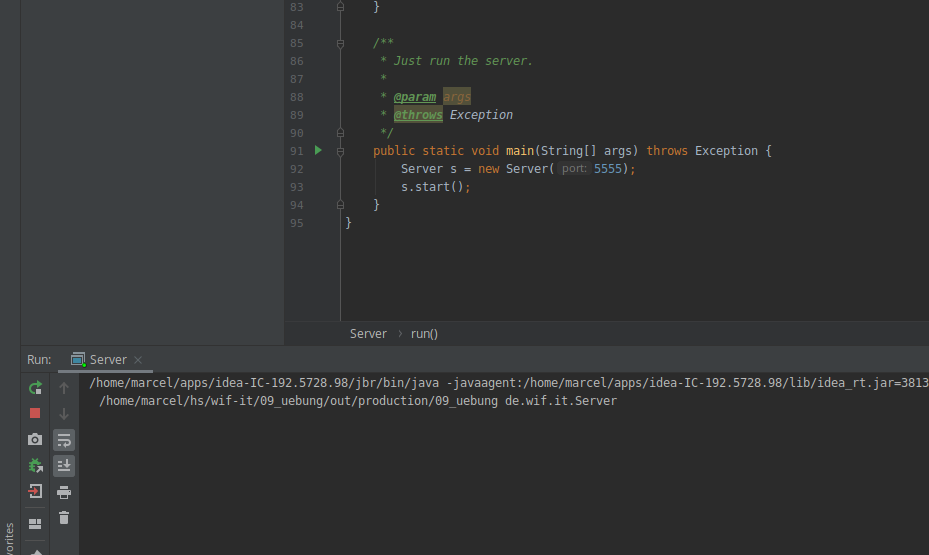 83 }
84
85 /**
86 * Just run the server.
87 *
88 * @param args
89 * @throws Exception
90 */
91 public static void main(String[] args) throws Exception {
92 Server s = new Server( port: 5555);
93 s.start();
94 }
95 }
Server › run()
Run: Server
/home/marcel/apps/idea-IC-192.5728.98/jbr/bin/java -javaagent:/home/marcel/apps/idea-IC-192.5728.98/lib/idea_rt.jar=3813
/home/marcel/hs/wif-it/09_uebung/out/production/09_uebung de.wif.it.Server
vorites